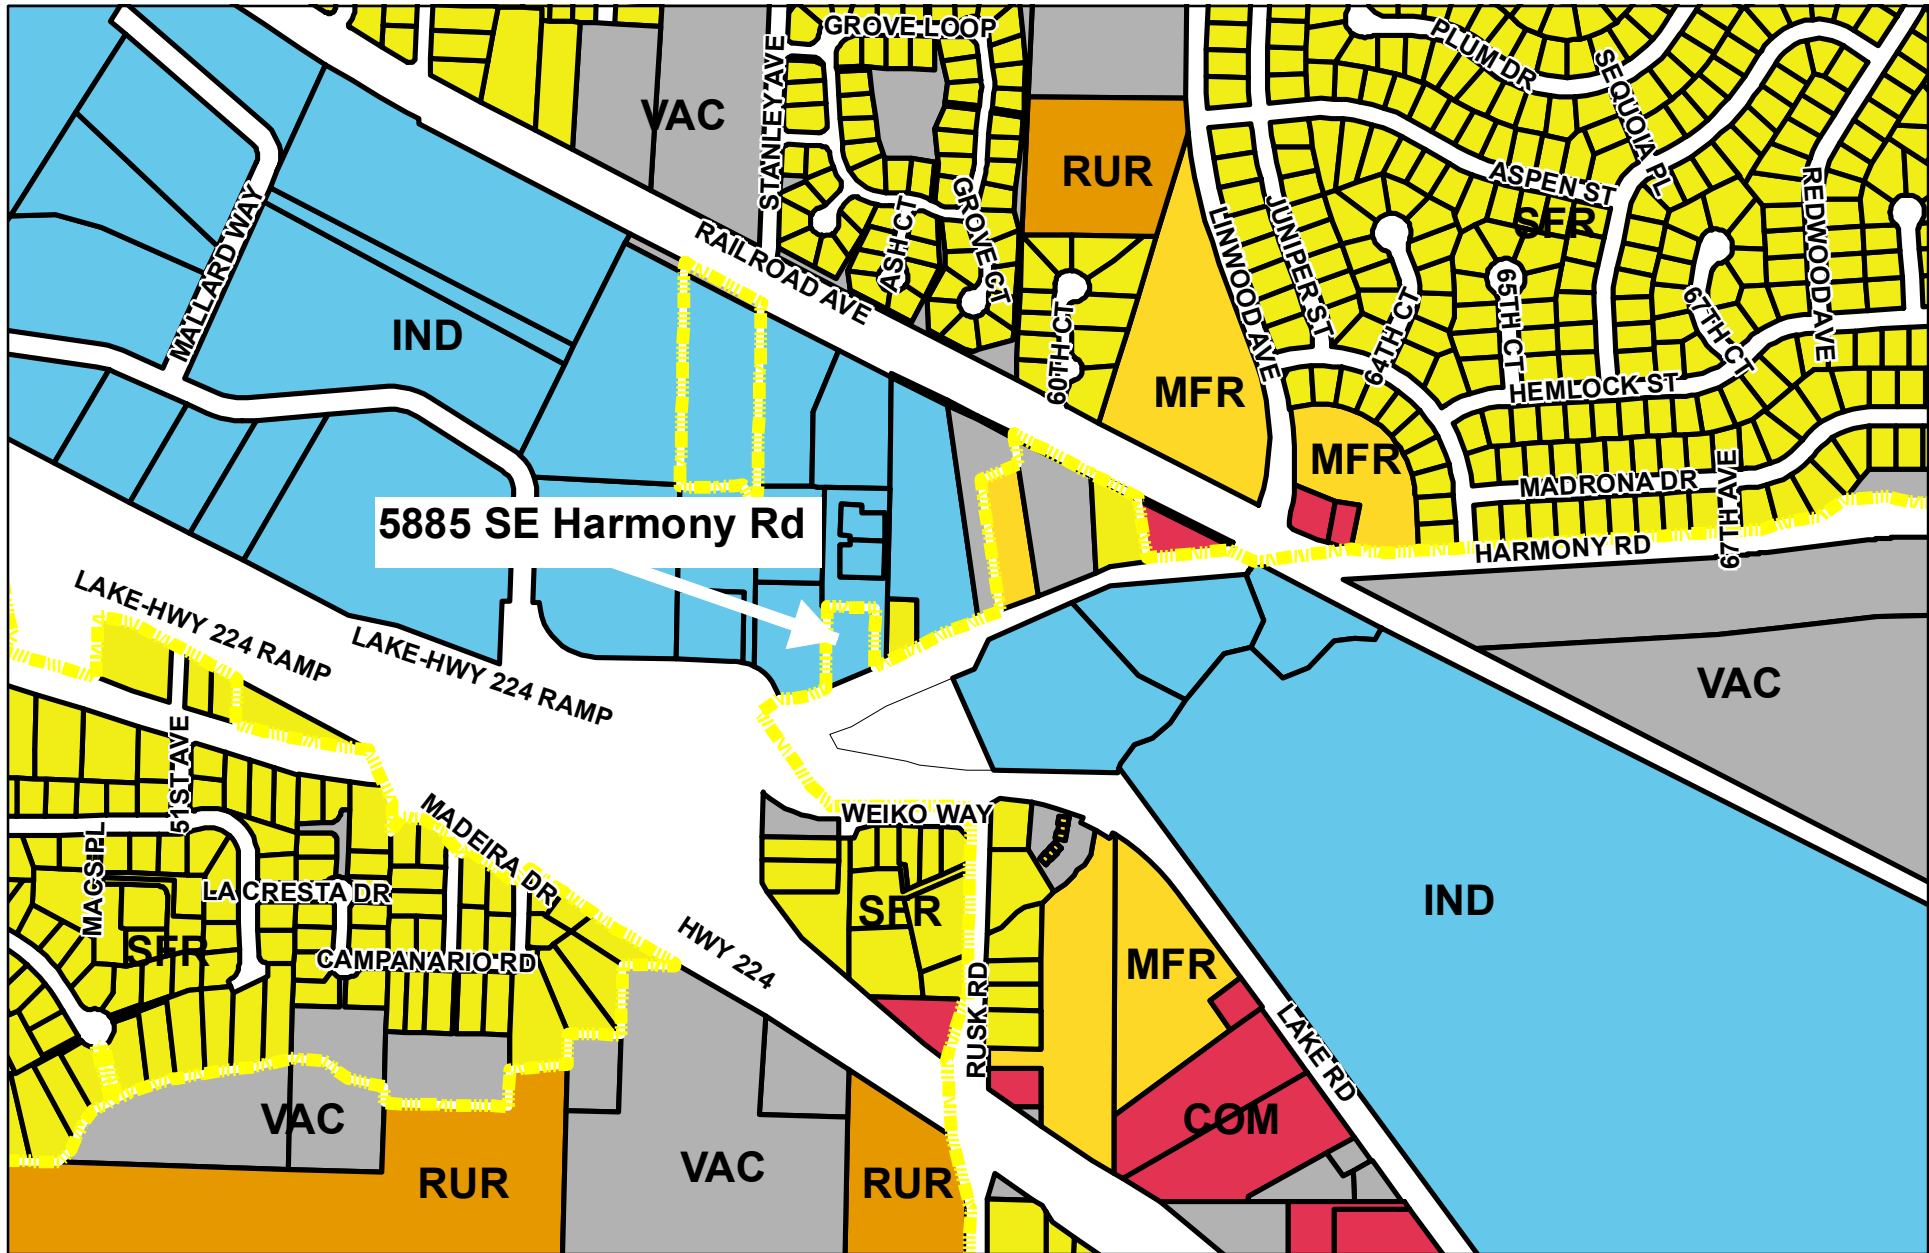 GROVE LOOP
PLUM DR
SEQUOIA PL
STANLEY AVE
VAC
RUR
ASPEN ST
SFR
REDWOOD AVE
MALLARD WAY
ASH CT
GROVE CT
LINWOOD AVE
JUNIPER ST
RAILROAD AVE
IND
60TH CT
64TH CT
65TH CT
67TH CT
MFR
HEMLOCK ST
MFR
MADRONA DR
67TH AVE
5885 SE Harmony Rd
HARMONY RD
LAKE-HWY 224 RAMP
LAKE-HWY 224 RAMP
VAC
51ST AVE
WEIKO WAY
MADEIRA DR
MACS PL
LA CRESTA DR
SFR
CAMPANARIO RD
SFR
IND
HWY 224
MFR
RUSK RD
LAKE RD
VAC
COM
VAC
RUR
RUR